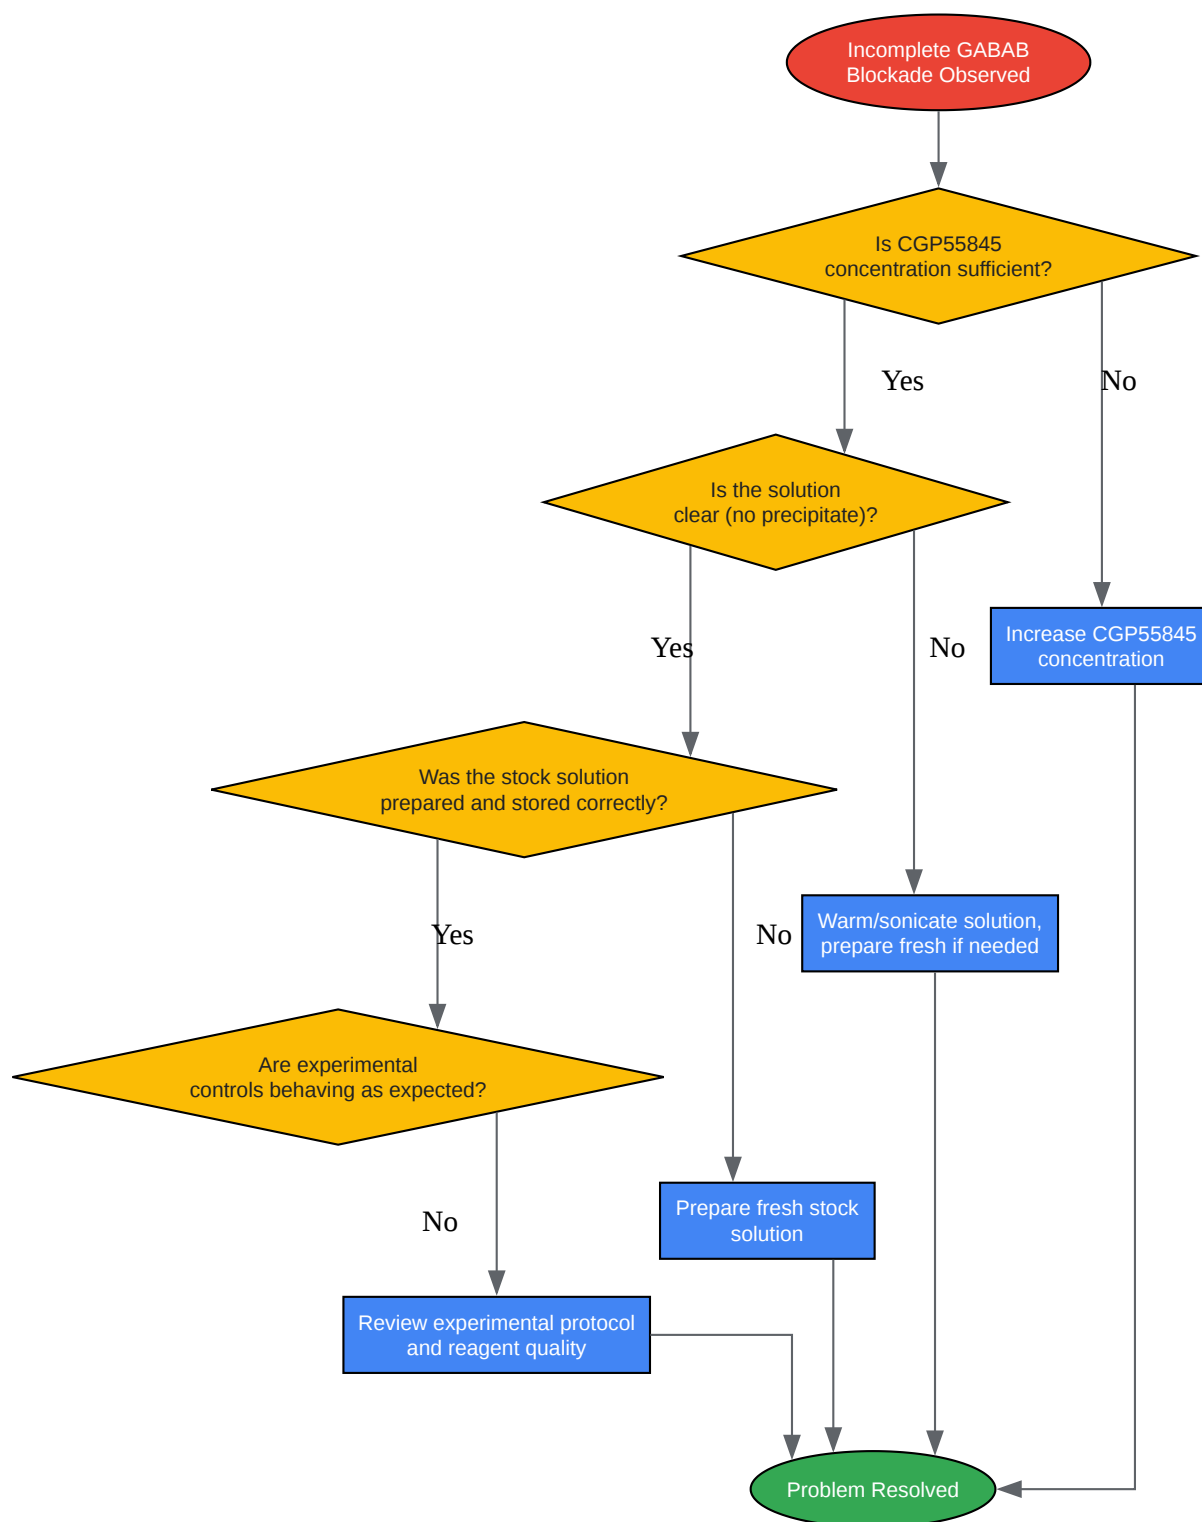 Incomplete GABAB
Blockade Observed
Is CGP55845
concentration sufficient?
Yes
No
Is the solution
clear (no precipitate)?
Yes
No
Increase CGP55845
concentration
Was the stock solution
prepared and stored correctly?
Yes
No
Warm/sonicate solution,
prepare fresh if needed
Are experimental
controls behaving as expected?
No
Prepare fresh stock
solution
Review experimental protocol
and reagent quality
Problem Resolved